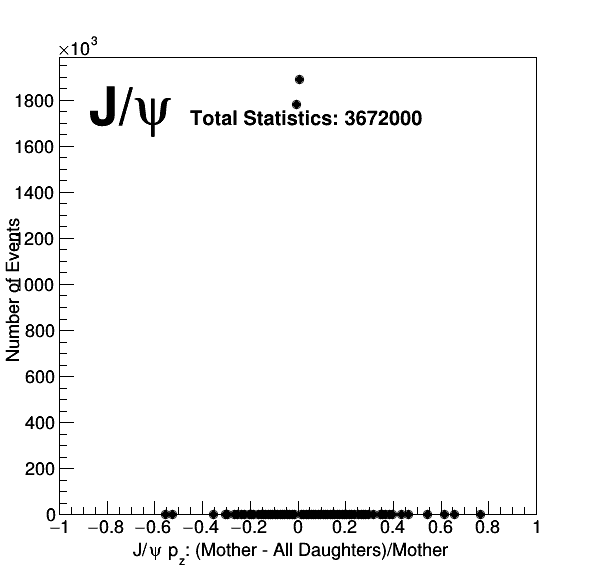 ×10³
J/ψ Total Statistics: 3672000
1800
1600
1400
1200
1000
800
600
400
200
0
Number of Events
−1 −0.8 −0.6 −0.4 −0.2 0 0.2 0.4 0.6 0.8 1
J/ψ p_z: (Mother - All Daughters)/Mother